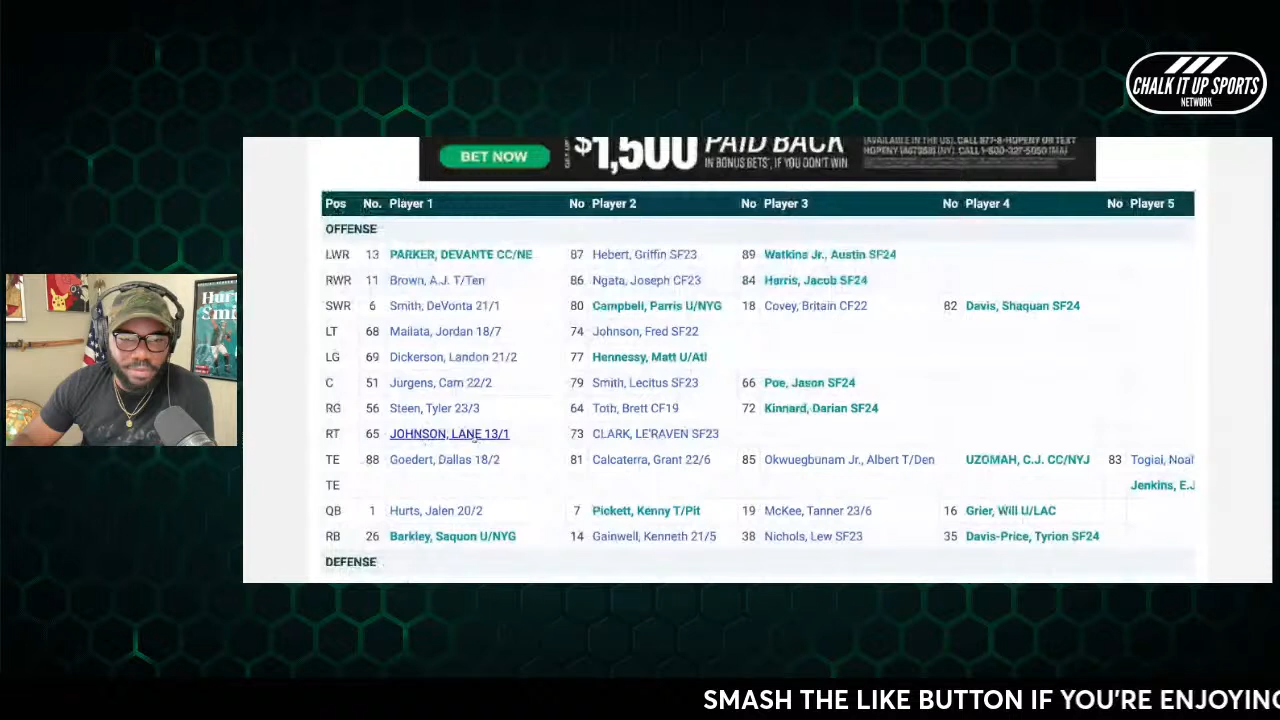 CHALK IT UP SPORTS
NETWORK
BET NOW
$1,500
PAID BACK
IN BONUS BETS, IF YOU DON'T WIN
Pos No. Player 1 No Player 2 No Player 3 No Player 4 No Player 5
OFFENSE
LWR 13 PARKER, DEVANTE CC/NE 87 Hebert, Griffin SF23 89 Watkins Jr., Austin SF24
RWR 11 Brown, A.J. T/Ten 86 Ngata, Joseph CF23 84 Harris, Jacob SF24
SWR 6 Smith, DeVonta 21/1 80 Campbell, Parris U/NYG 18 Covey, Britain CF22 82 Davis, Shaquan SF24
LT 68 Mailata, Jordan 18/7 74 Johnson, Fred SF22
LG 69 Dickerson, Landon 21/2 77 Hennessy, Matt U/Atl
C 51 Jurgens, Cam 22/2 79 Smith, Lecitus SF23 66 Poe, Jason SF24
RG 56 Steen, Tyler 23/3 64 Toth, Brett CF19 72 Kinnard, Darian SF24
RT 65 JOHNSON, LANE 13/1 73 CLARK, LE'RAVEN SF23
TE 88 Goedert, Dallas 18/2 81 Calcaterra, Grant 22/6 85 Okwuegbunam Jr., Albert T/Den UZOMAH, C.J. CC/NYJ 83 Togiai, Noah
TE Jenkins, E.J
QB 1 Hurts, Jalen 20/2 7 Pickett, Kenny T/Pit 19 McKee, Tanner 23/6 16 Grier, Will U/LAC
RB 26 Barkley, Saquon U/NYG 14 Gainwell, Kenneth 21/5 38 Nichols, Lew SF23 35 Davis-Price, Tyrion SF24
DEFENSE
SMASH THE LIKE BUTTON IF YOU'RE ENJOYING